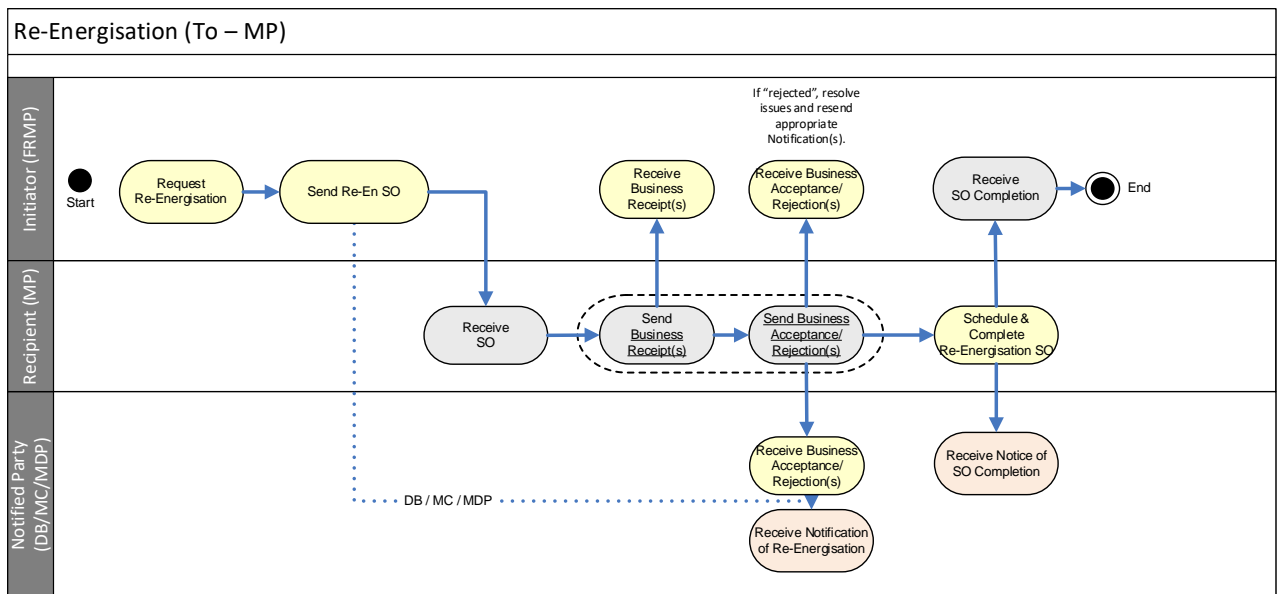 Re-Energisation (To – MP)
Initiator (FRMP)
Start
Request
Re-Energisation
Send Re-En SO
Receive
Business
Receipt(s)
If “rejected”, resolve
issues and resend
appropriate
Notification(s).
Receive Business
Acceptance/
Rejection(s)
Receive
SO Completion
End
Recipient (MP)
Receive
SO
Send
Business
Receipt(s)
Send Business
Acceptance/
Rejection(s)
Schedule &
Complete
Re-Energisation SO
Notified Party
(DB/MC/MDP)
Receive Business
Acceptance/
Rejection(s)
Receive Notice of
SO Completion
DB / MC / MDP
Receive Notification
of Re-Energisation